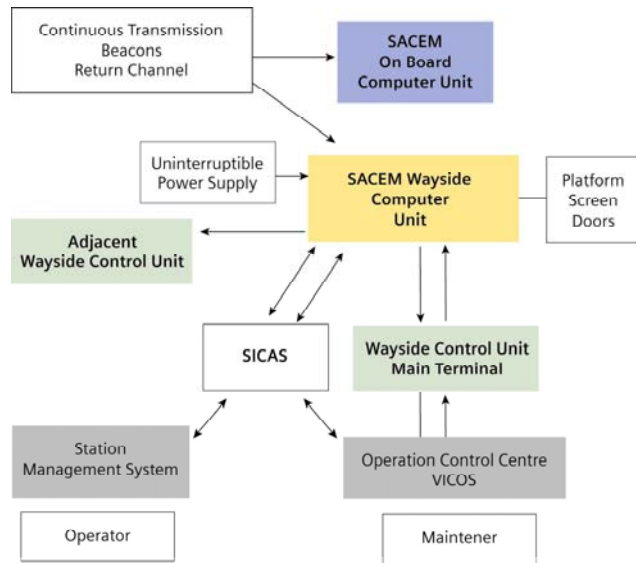 Continuous Transmission
Beacons
Return Channel
SACEM
On Board
Computer Unit
Uninterruptible
Power Supply
SACEM Wayside
Computer
Unit
Platform
Screen
Doors
Adjacent
Wayside Control Unit
SICAS
Wayside Control Unit
Main Terminal
Station
Management System
Operation Control Centre
VICOS
Operator
Maintener